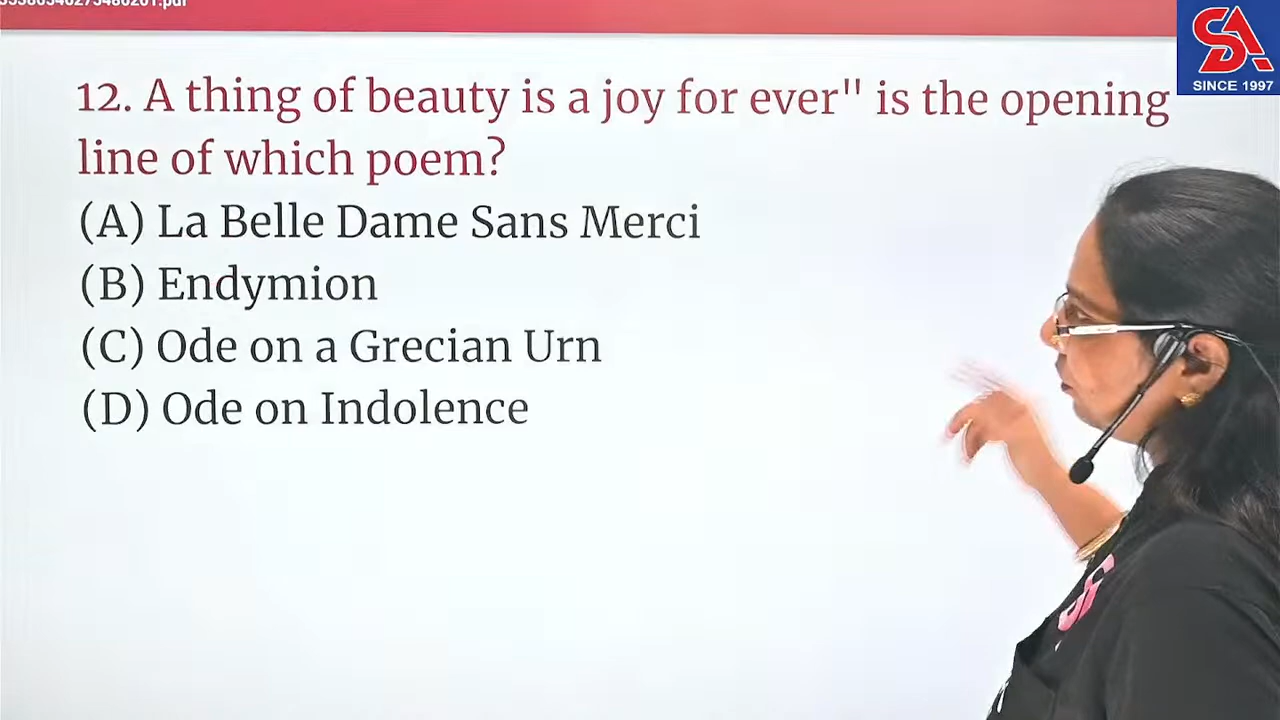 SINCE 1997
12. A thing of beauty is a joy for ever" is the opening
line of which poem?
(A) La Belle Dame Sans Merci
(B) Endymion
(C) Ode on a Grecian Urn
(D) Ode on Indolence